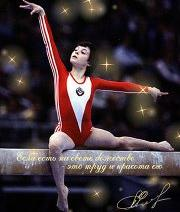 Если есть на свете божество
это труд и красота его